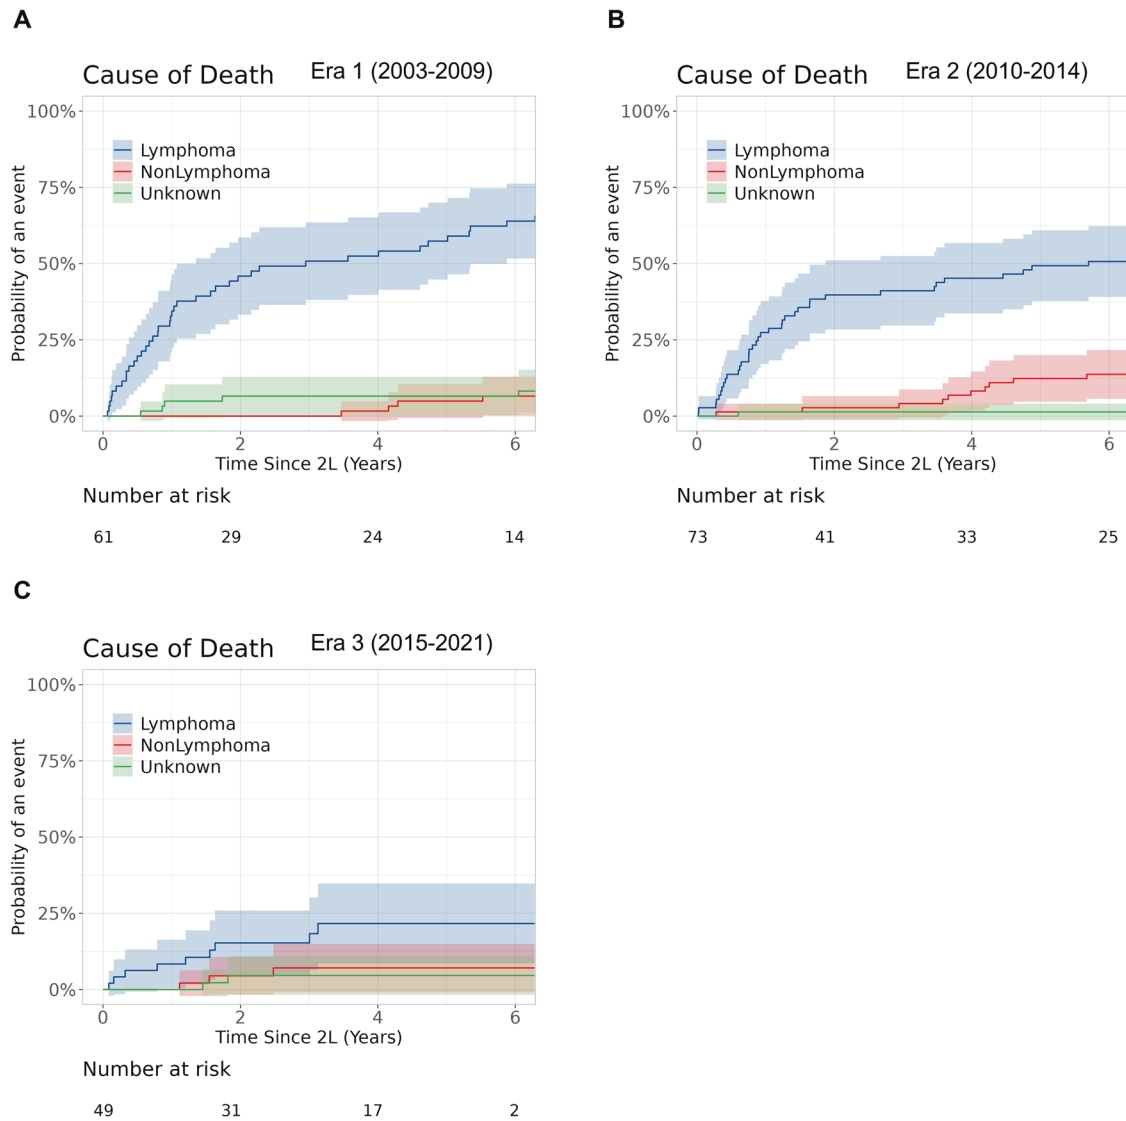 A
Cause of Death Era 1 (2003-2009)
100%
75%
50%
25%
0%
Probability of an event
Lymphoma
NonLymphoma
Unknown
0 2 4 6
Time Since 2L (Years)
Number at risk
61 29 24 14
B
Cause of Death Era 2 (2010-2014)
100%
75%
50%
25%
0%
Probability of an event
Lymphoma
NonLymphoma
Unknown
0 2 4 6
Time Since 2L (Years)
Number at risk
73 41 33 25
C
Cause of Death Era 3 (2015-2021)
100%
75%
50%
25%
0%
Probability of an event
Lymphoma
NonLymphoma
Unknown
0 2 4 6
Time Since 2L (Years)
Number at risk
49 31 17 2